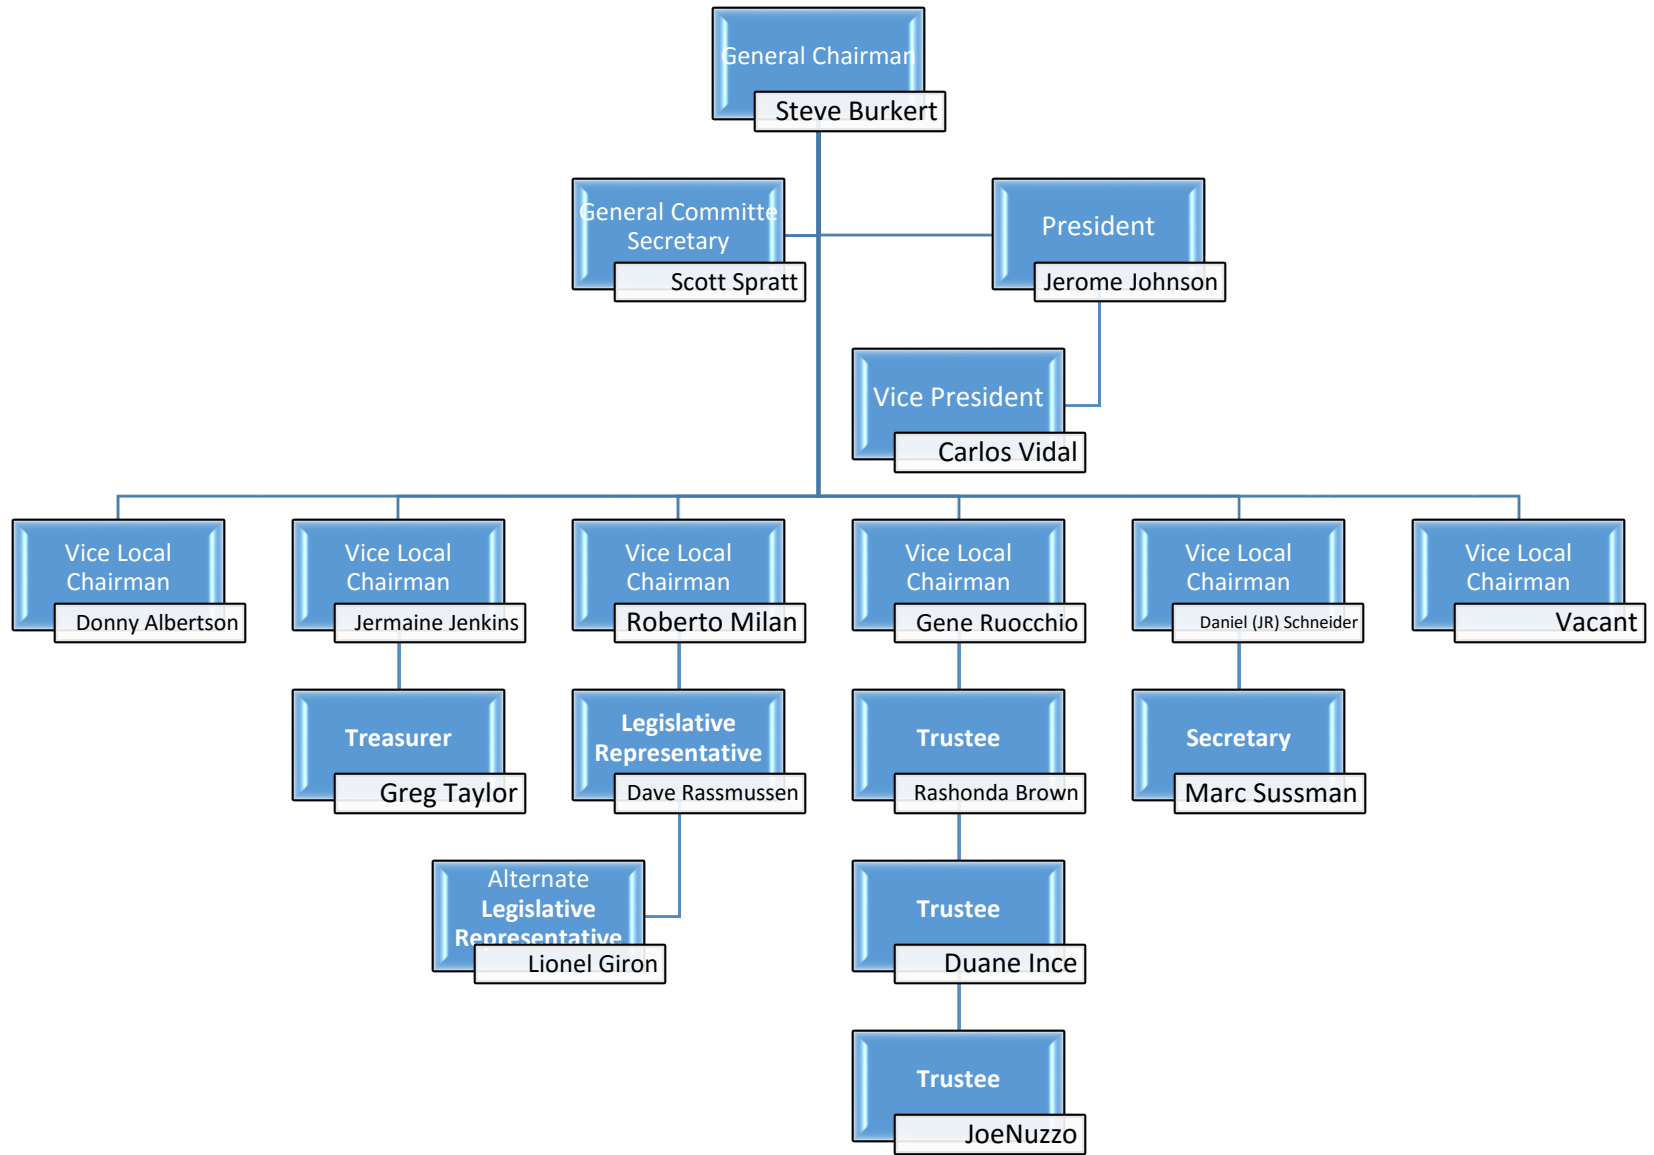 General Chairman
Steve Burkert
General Committe
Secretary
Scott Spratt
President
Jerome Johnson
Vice President
Carlos Vidal
Vice Local
Chairman
Donny Albertson
Vice Local
Chairman
Jermaine Jenkins
Vice Local
Chairman
Roberto Milan
Vice Local
Chairman
Gene Ruocchio
Vice Local
Chairman
Daniel (JR) Schneider
Vice Local
Chairman
Vacant
Treasurer
Greg Taylor
Legislative
Representative
Dave Rassmussen
Trustee
Rashonda Brown
Secretary
Marc Sussman
Alternate
Legislative
Representative
Lionel Giron
Trustee
Duane Ince
Trustee
JoeNuzzo